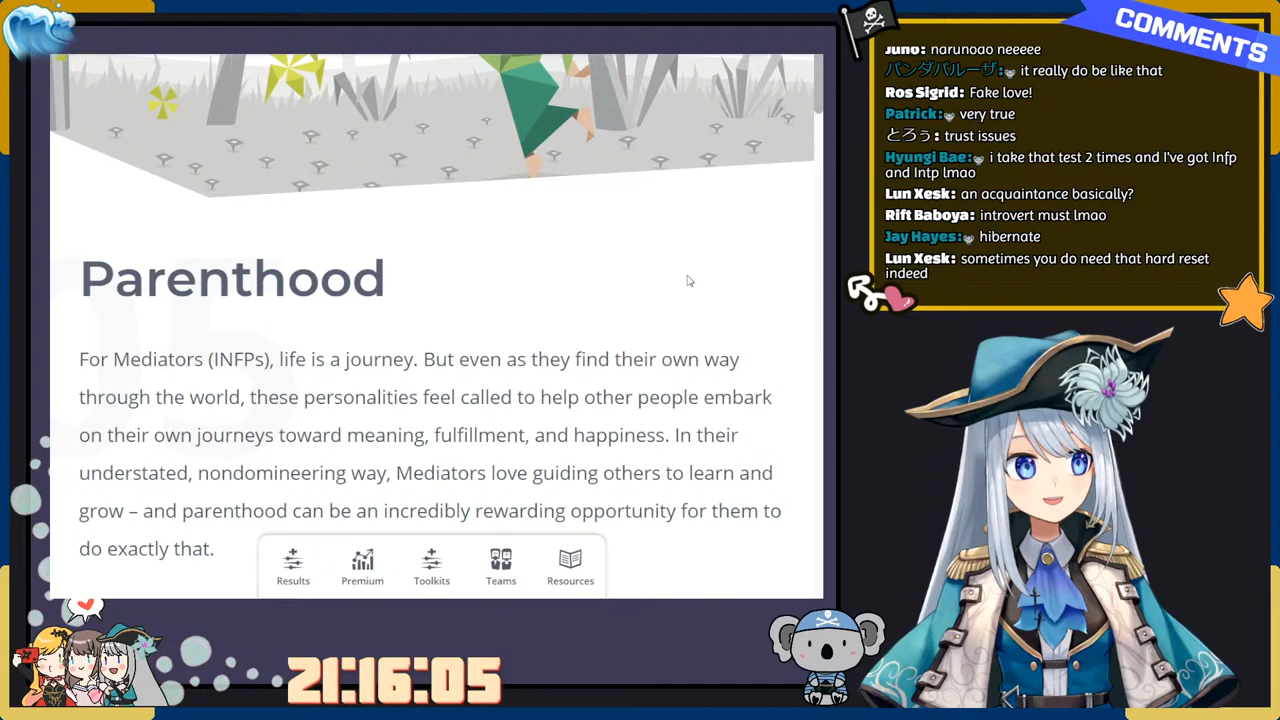 COMMENTS
Juno: narunodo neeeee
パンダパルーザ: it really do be like that
Ros Sigrid: Fake love!
Patrick: very true
とろぅ: trust issues
Hyungi Bae: i take that test 2 times and I've got Infp
and Intp lmao
Lun Xesk: an acquaintance basically?
Rift Baboya: introvert must lmao
Jay Hayes: hibernate
Lun Xesk: sometimes you do need that hard reset
indeed
05
Parenthood
For Mediators (INFPs), life is a journey. But even as they find their own way
through the world, these personalities feel called to help other people embark
on their own journeys toward meaning, fulfillment, and happiness. In their
understated, nondomineering way, Mediators love guiding others to learn and
grow – and parenthood can be an incredibly rewarding opportunity for them to
do exactly that.
Results
Premium
Toolkits
Teams
Resources
21:16:05